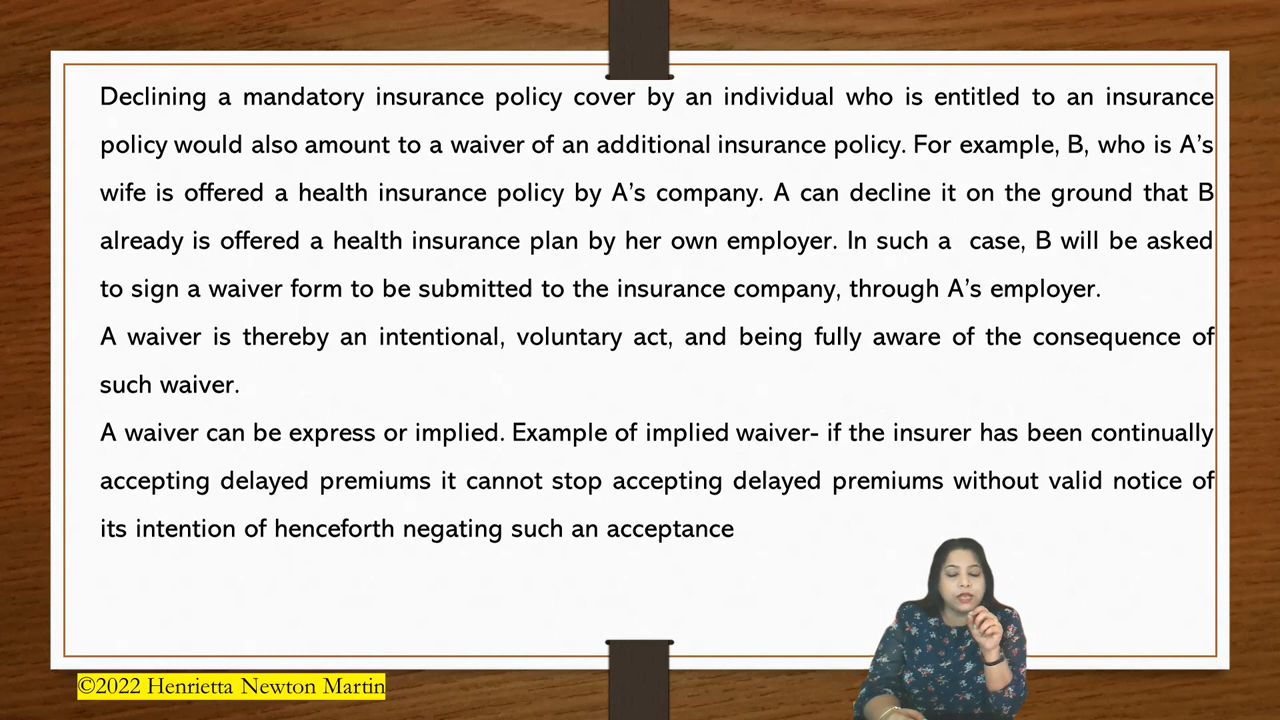 Declining a mandatory insurance policy cover by an individual who is entitled to an insurance
policy would also amount to a waiver of an additional insurance policy. For example, B, who is A’s
wife is offered a health insurance policy by A’s company. A can decline it on the ground that B
already is offered a health insurance plan by her own employer. In such a case, B will be asked
to sign a waiver form to be submitted to the insurance company, through A’s employer.
A waiver is thereby an intentional, voluntary act, and being fully aware of the consequence of
such waiver.
A waiver can be express or implied. Example of implied waiver- if the insurer has been continually
accepting delayed premiums it cannot stop accepting delayed premiums without valid notice of
its intention of henceforth negating such an acceptance
©2022 Henrietta Newton Martin